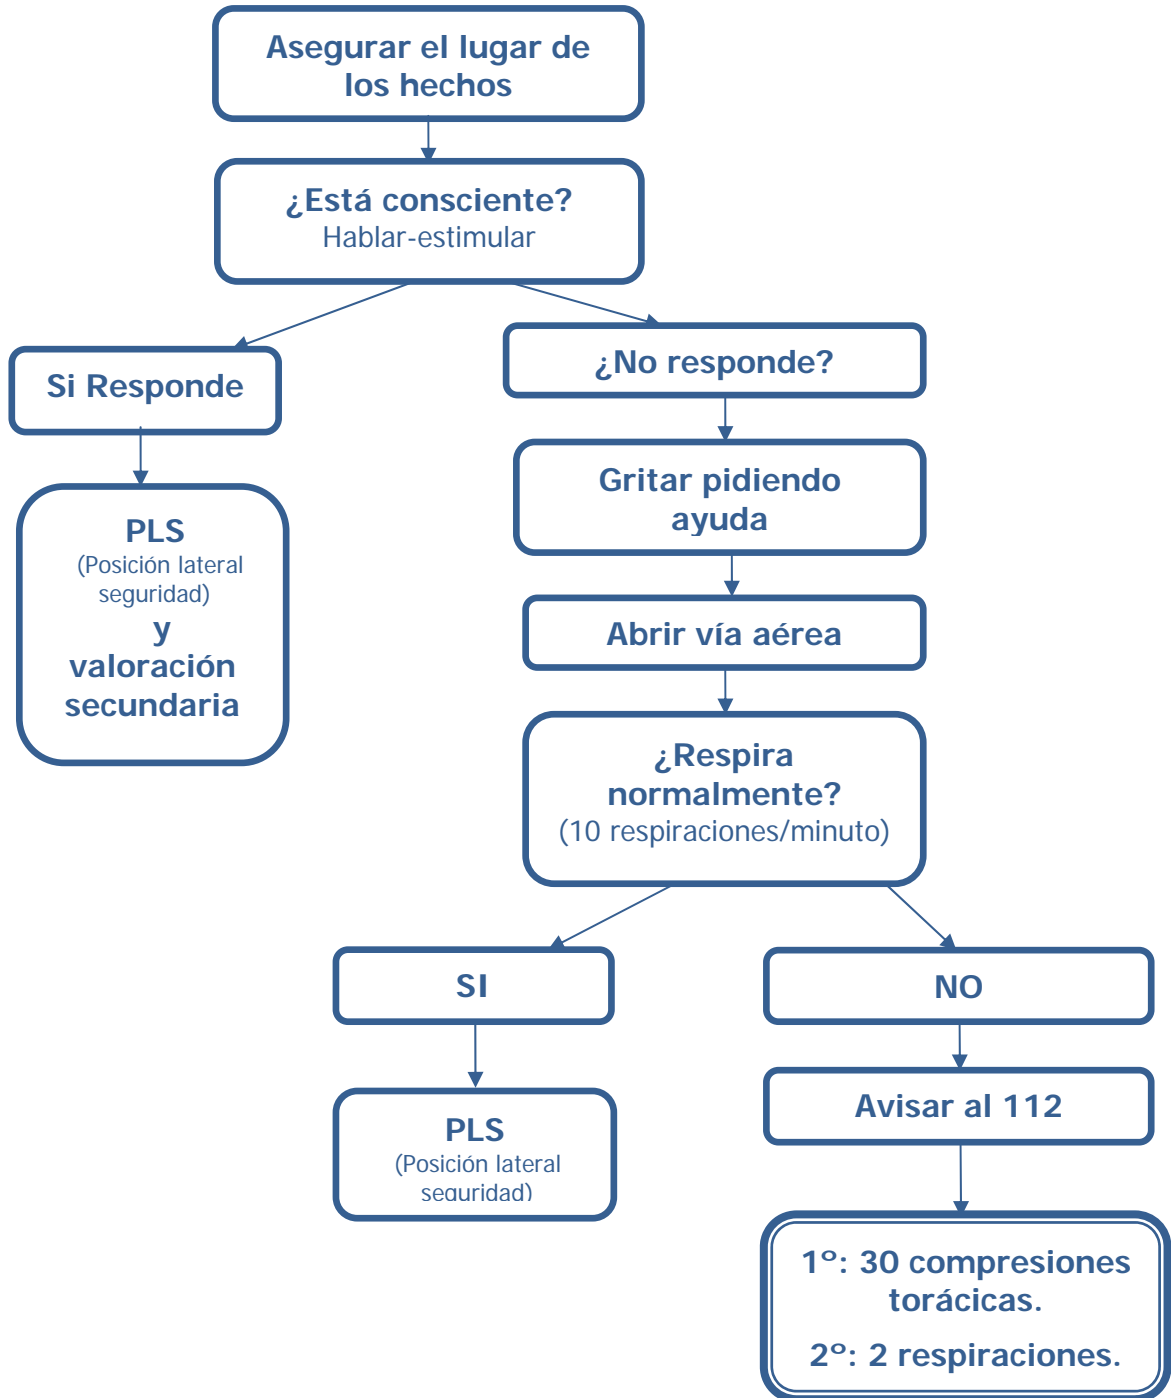 Asegurar el lugar de
los hechos
¿Está consciente?
Hablar-estimular
Si Responde
¿No responde?
PLS
(Posición lateral
seguridad)
y
valoración
secundaria
Gritar pidiendo
ayuda
Abrir vía aérea
¿Respira
normalmente?
(10 respiraciones/minuto)
SI
NO
PLS
(Posición lateral
seguridad)
Avisar al 112
1º: 30 compresiones
torácicas.
2º: 2 respiraciones.